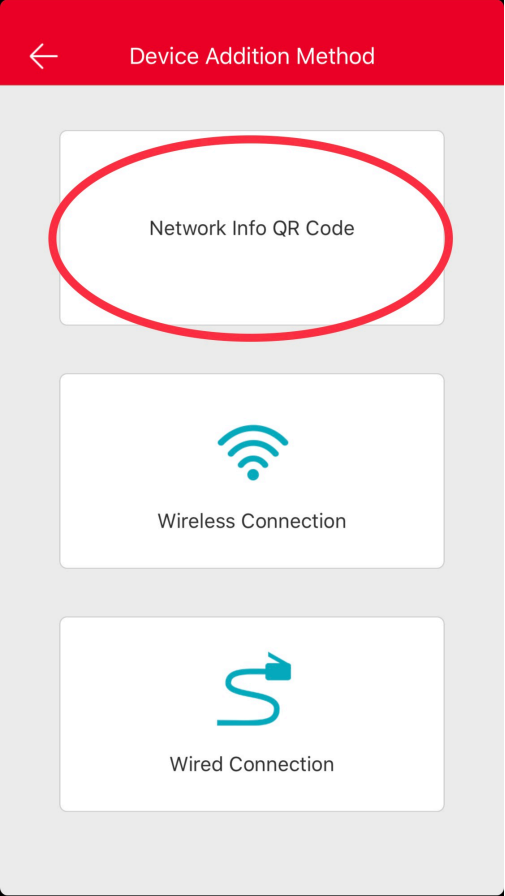 Device Addition Method
Network Info QR Code
Wireless Connection
Wired Connection